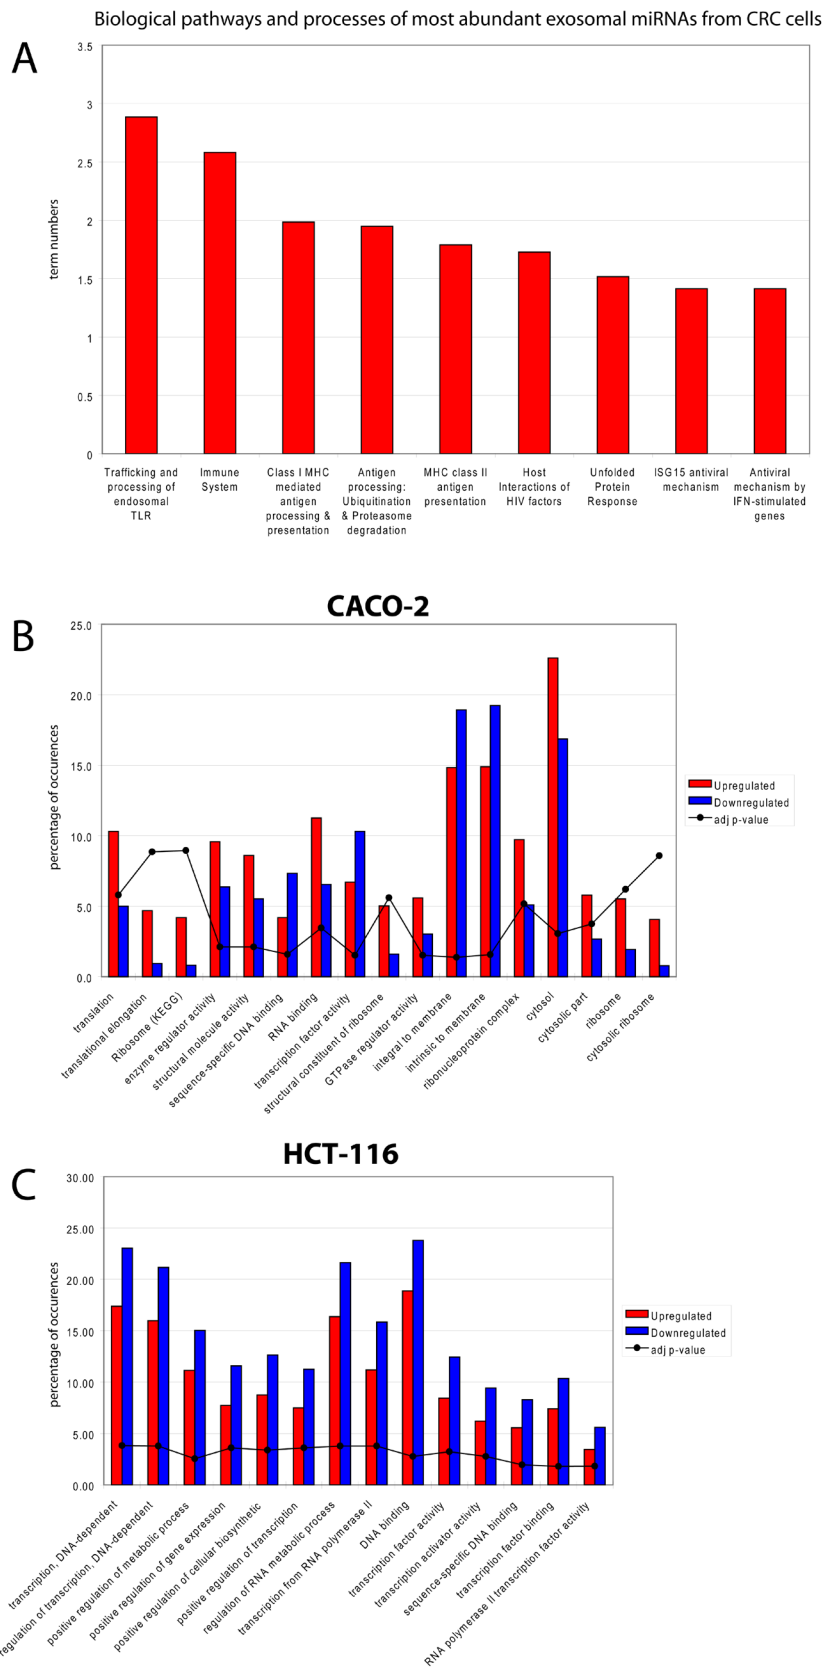 Biological pathways and processes of most abundant exosomal miRNAs from CRC cells
A
3.5
3
2.5
2
1.5
1
0.5
0
term numbers
Trafficking and processing of endosomal TLR
Immune System
Class I MHC mediated antigen processing & presentation
Antigen processing: Ubiquitination & Proteasome degradation
MHC class II antigen presentation
Host Interactions of HIV factors
Unfolded Protein Response
ISG15 antiviral mechanism
Antiviral mechanism by IFN-stimulated genes
CACO-2
B
25.0
20.0
15.0
10.0
5.0
0.0
percentage of occurences
Upregulated
Downregulated
adj p-value
translation
translational elongation
Ribosome (KEGG)
enzyme regulator activity
structural molecule activity
sequence-specific DNA binding
RNA binding
transcription factor activity
structural constituent of ribosome
GTPase regulator activity
integral to membrane
intrinsic to membrane
ribonucleoprotein complex
cytosol
cytosolic part
ribosome
cytosolic ribosome
HCT-116
C
30.00
25.00
20.00
15.00
10.00
5.00
0.00
percentage of occurences
Upregulated
Downregulated
adj p-value
transcription, DNA-dependent
regulation of transcription, DNA-dependent
positive regulation of metabolic process
positive regulation of gene expression
positive regulation of cellular biosynthetic
positive regulation of transcription
regulation of RNA metabolic process
transcription from RNA polymerase II
DNA binding
transcription factor activity
transcription activator activity
sequence-specific DNA binding
transcription factor binding
RNA polymerase II transcription factor activity